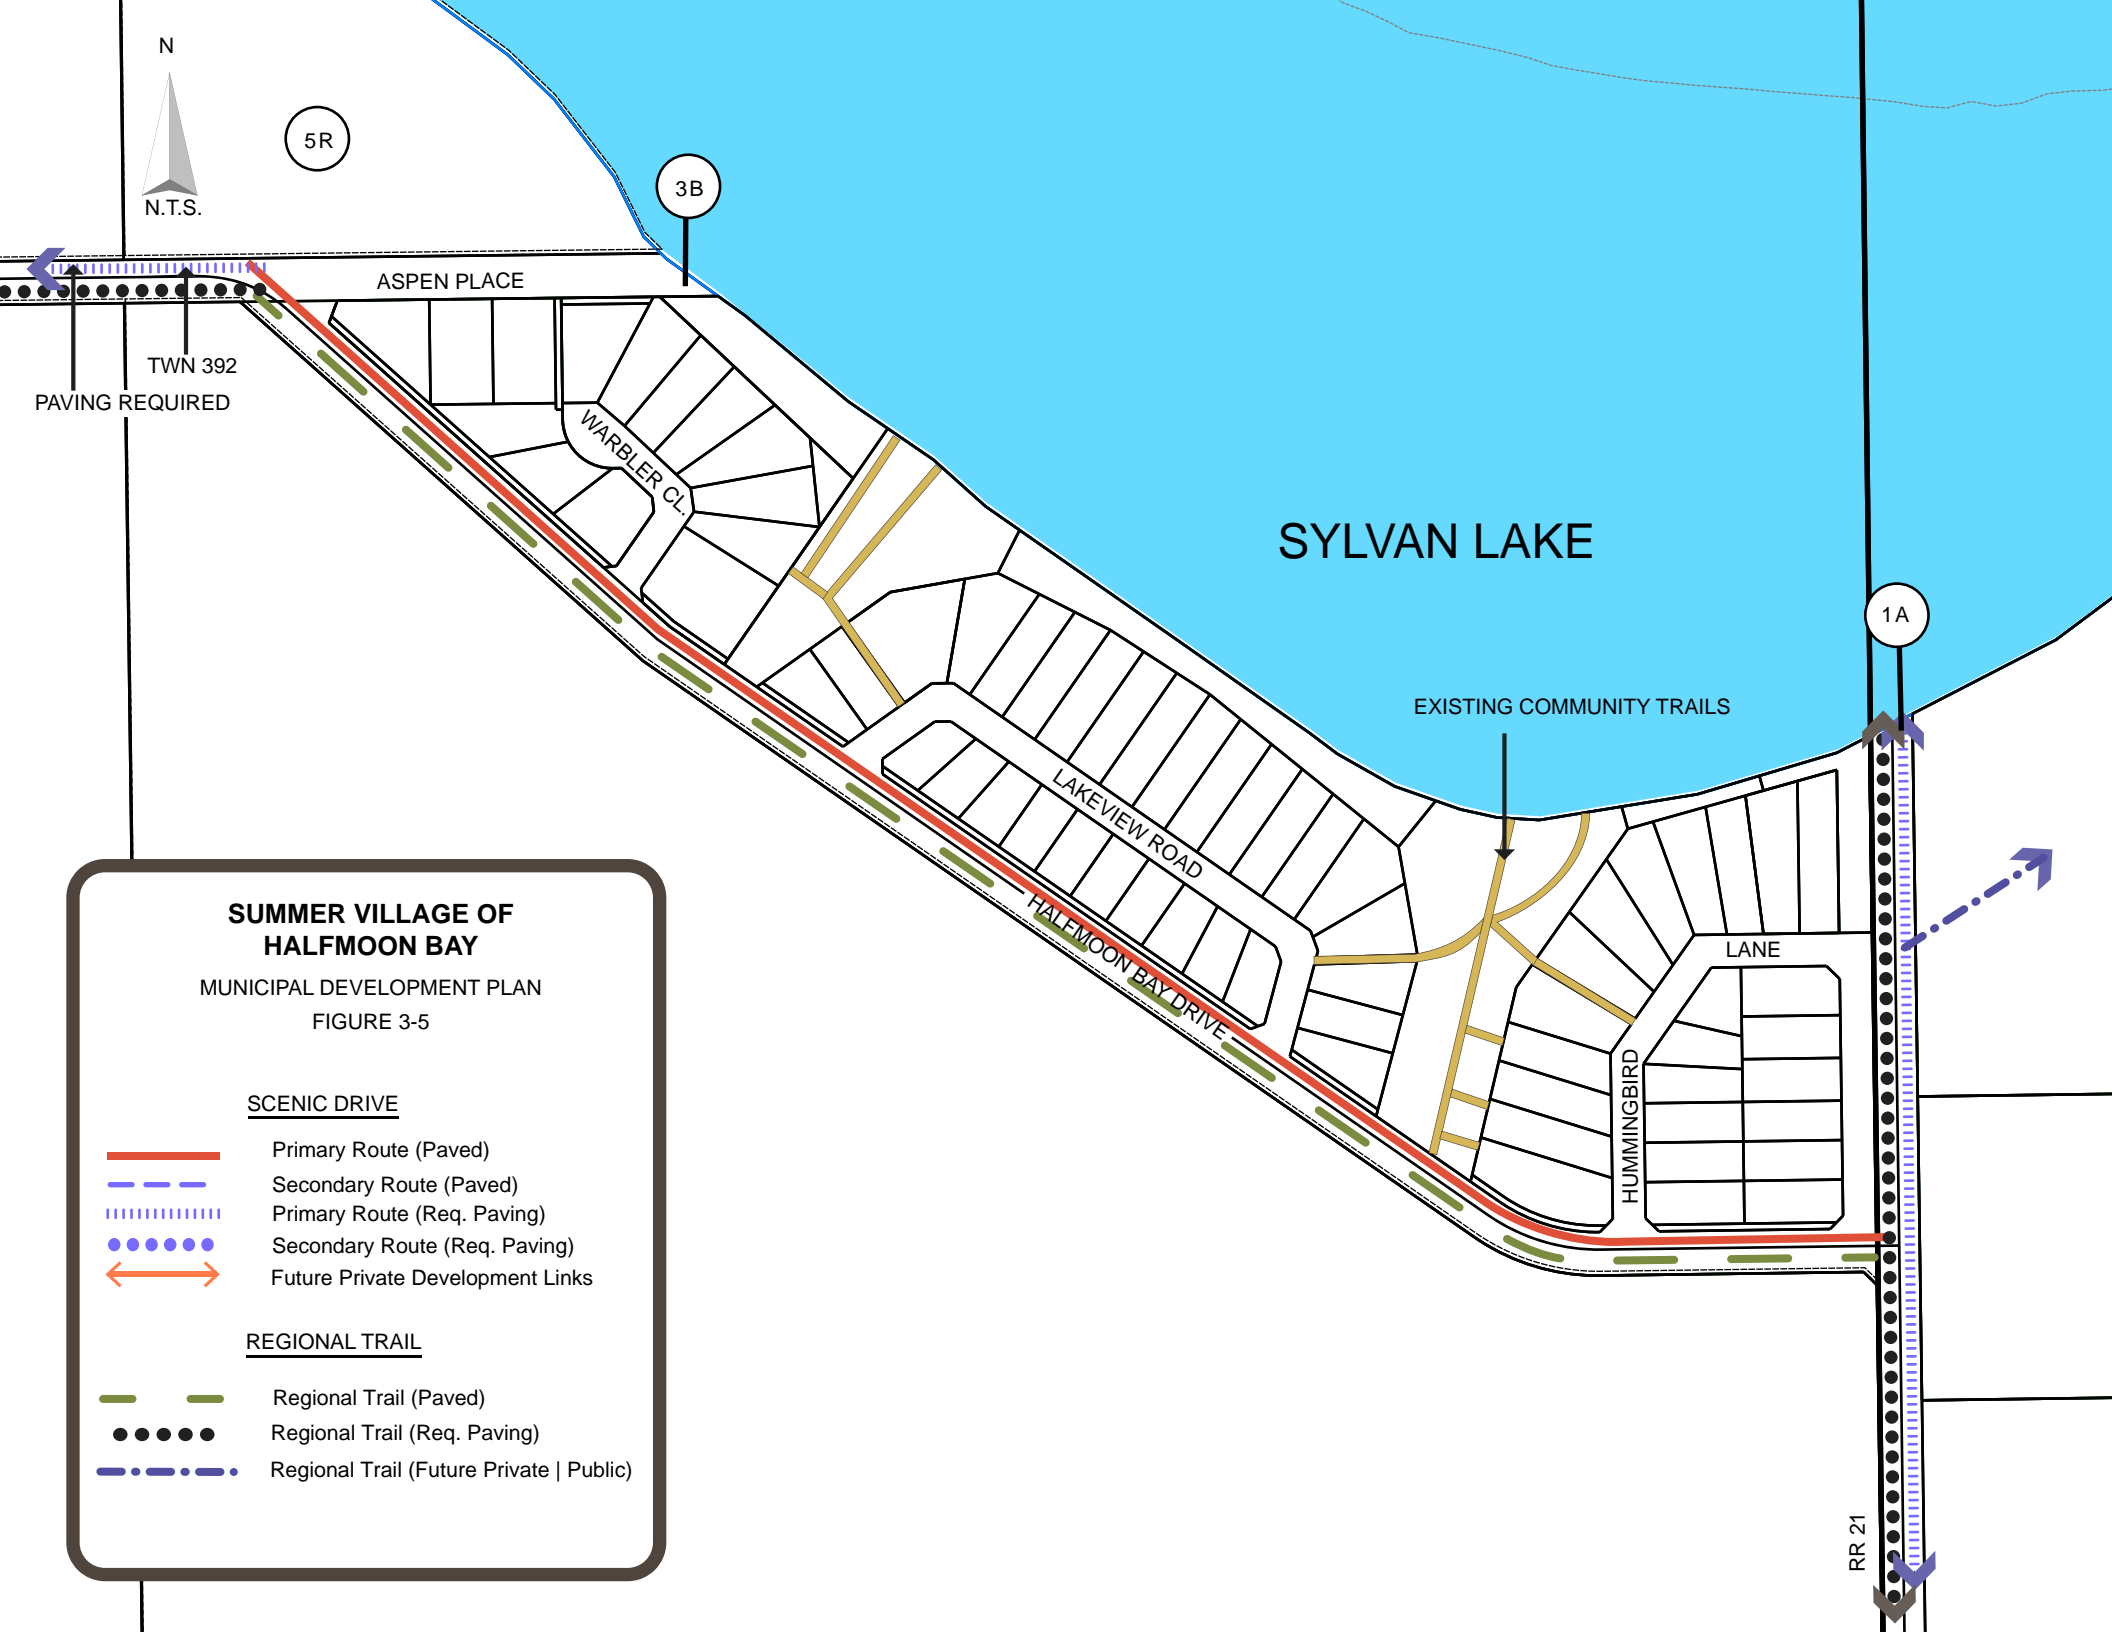 N
N.T.S.
5R
3B
ASPEN PLACE
TWN 392
PAVING REQUIRED
WARBLER CL.
SYLVAN LAKE
1A
EXISTING COMMUNITY TRAILS
LAKEVIEW ROAD
HALFMOON BAY DRIVE
LANE
HUMMINGBIRD
RR 21
SUMMER VILLAGE OF
HALFMOON BAY
MUNICIPAL DEVELOPMENT PLAN
FIGURE 3-5
SCENIC DRIVE
Primary Route (Paved)
Secondary Route (Paved)
Primary Route (Req. Paving)
Secondary Route (Req. Paving)
Future Private Development Links
REGIONAL TRAIL
Regional Trail (Paved)
Regional Trail (Req. Paving)
Regional Trail (Future Private | Public)